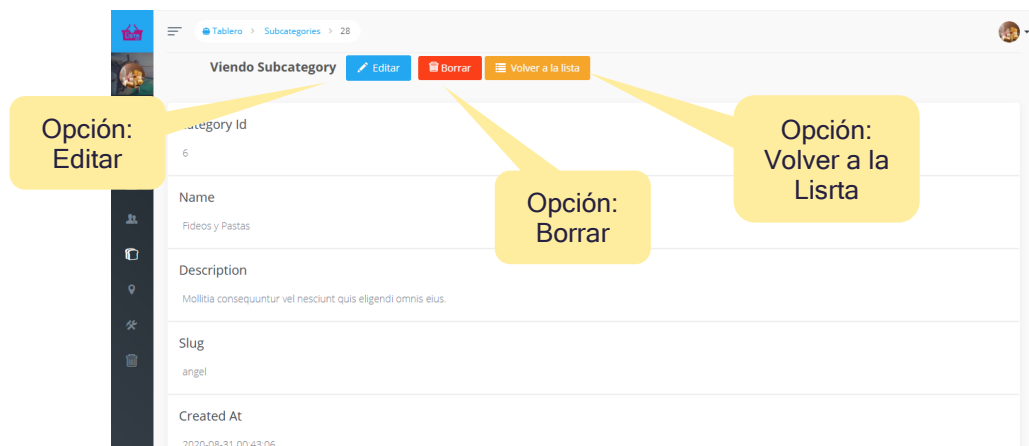 Tablero > Subcategories > 28
Viendo Subcategory Editar Borrar Volver a la lista
Opción:
Editar
Opción:
Borrar
Opción:
Volver a la
Lisrta
Category Id
6
Name
Fideos y Pastas
Description
Mollitia consequuntur vel nesciunt quis eligendi omnis eius.
Slug
angel
Created At
2020-08-31 00:43:06